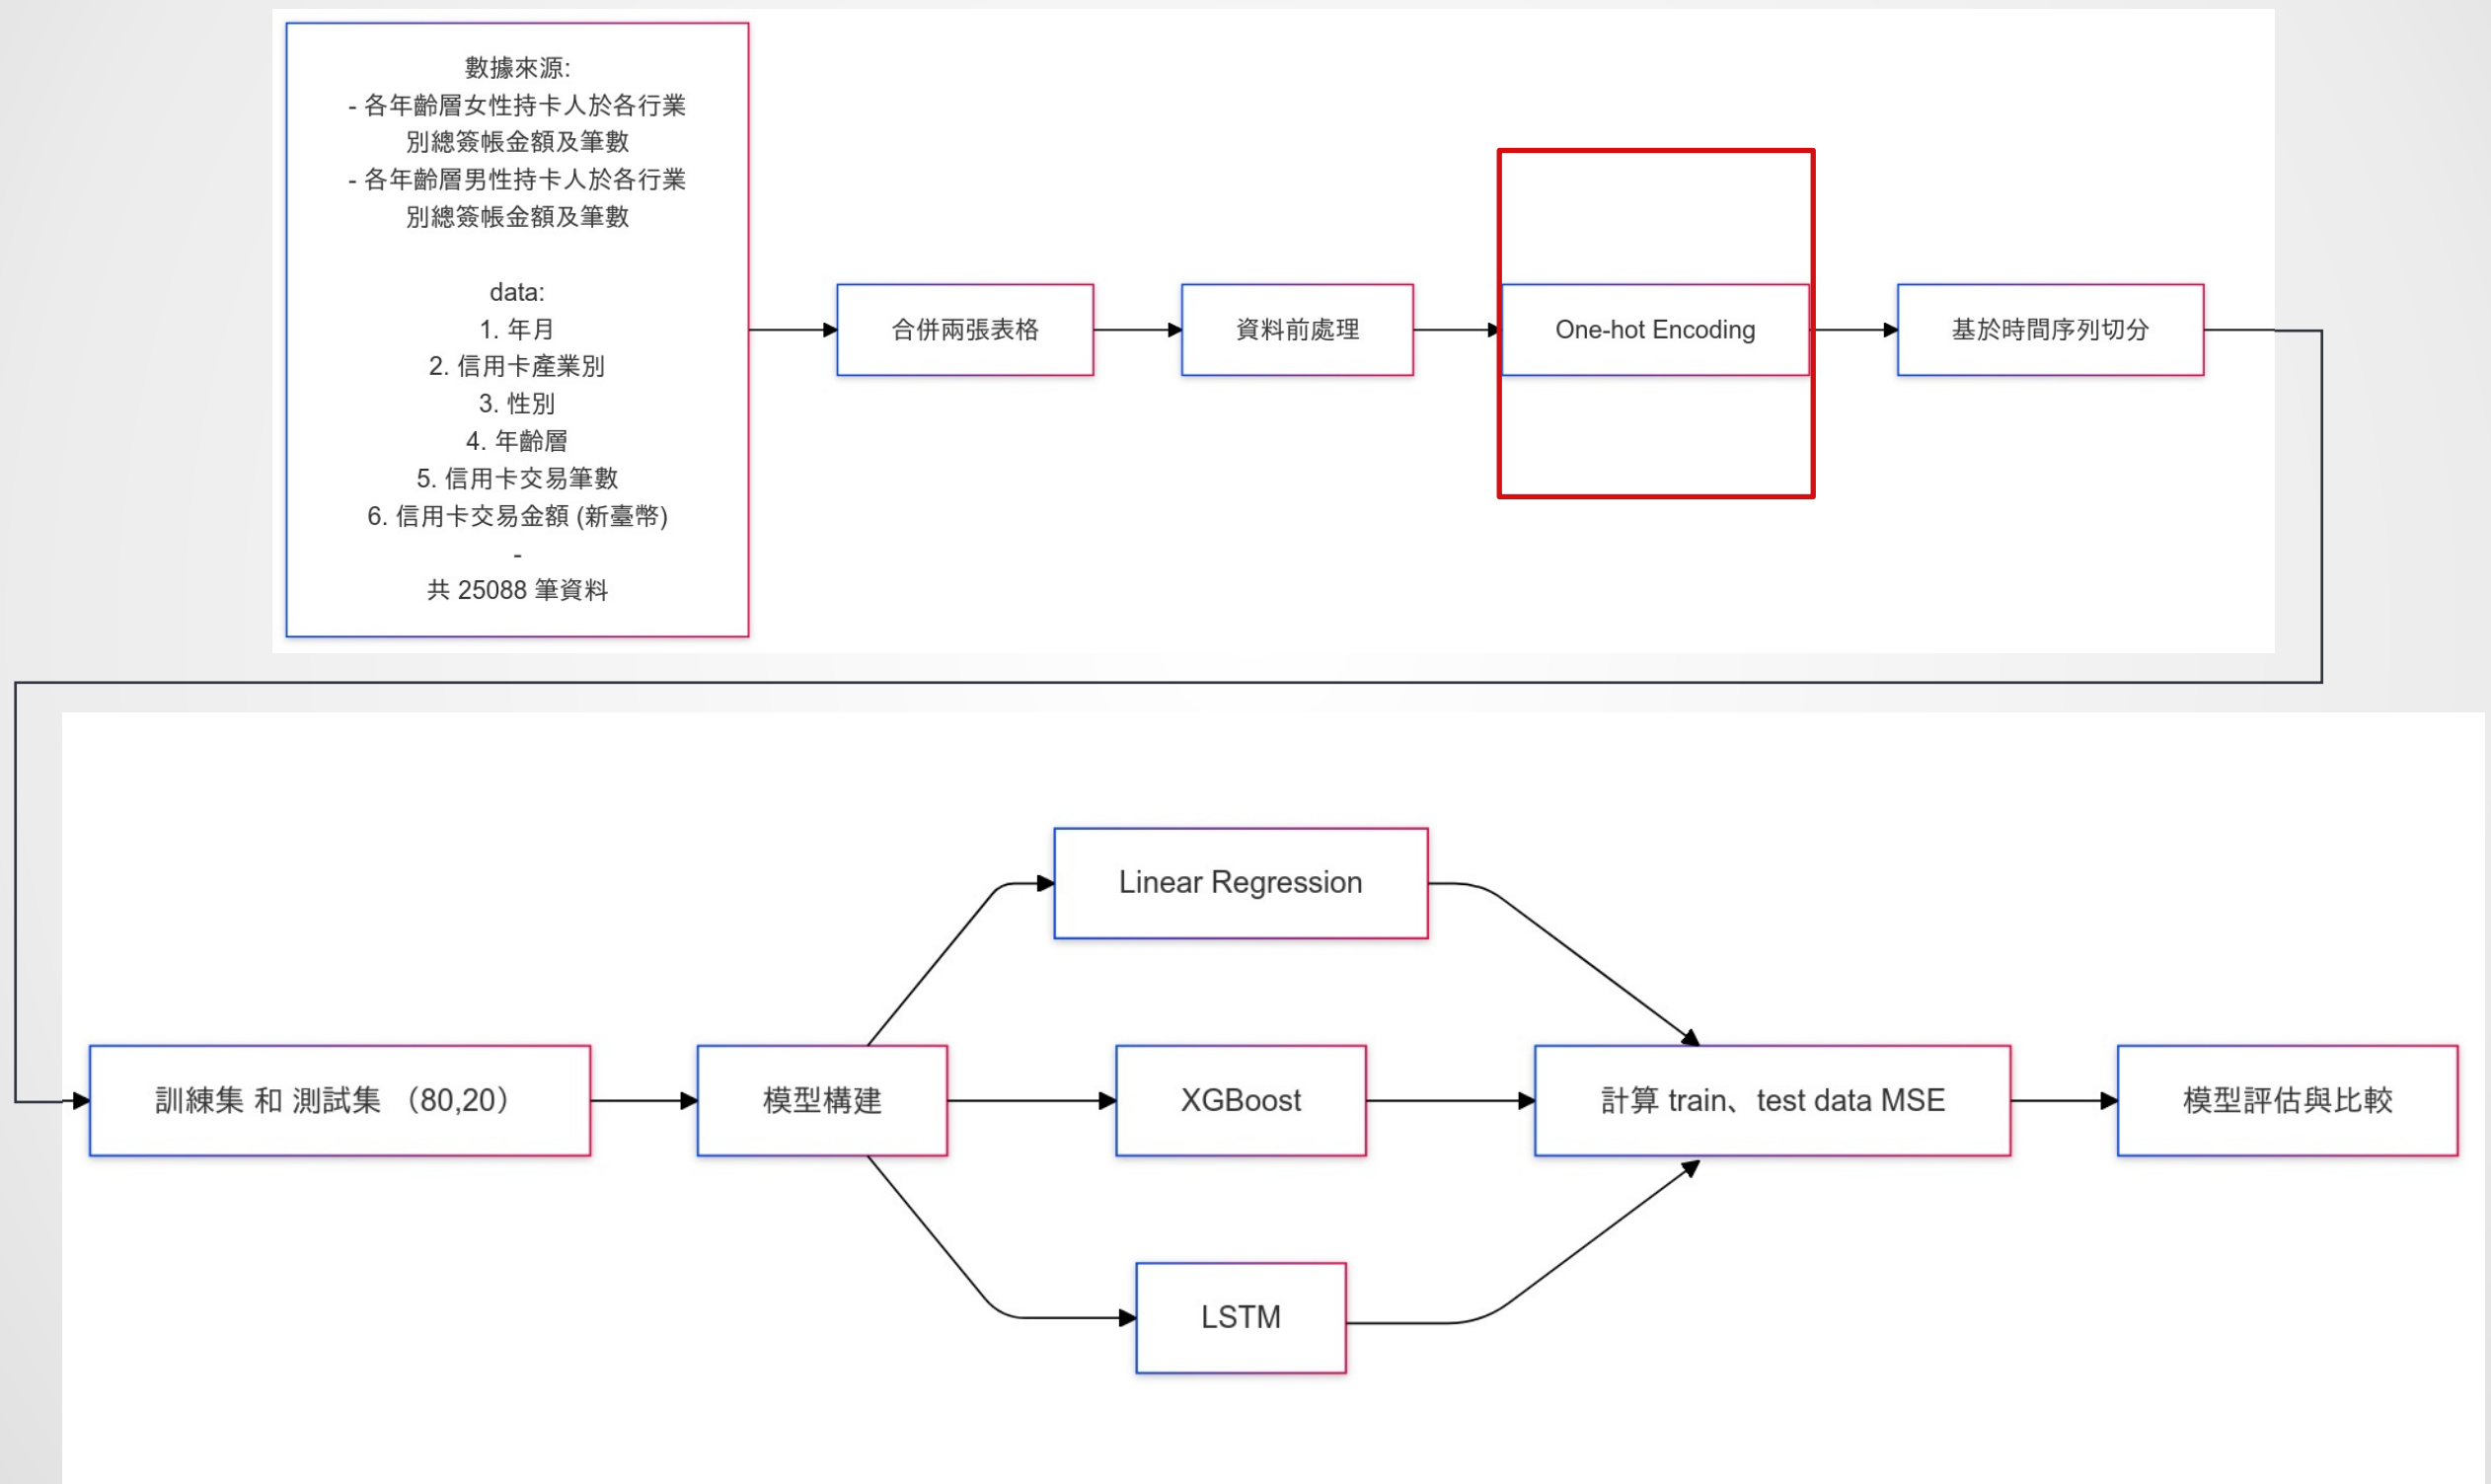 數據來源:
- 各年齡層女性持卡人於各行業
別總簽帳金額及筆數
- 各年齡層男性持卡人於各行業
別總簽帳金額及筆數
data:
1. 年月
2. 信用卡產業別
3. 性別
4. 年齡層
5. 信用卡交易筆數
6. 信用卡交易金額 (新臺幣)
-
共 25088 筆資料
合併兩張表格
資料前處理
One-hot Encoding
基於時間序列切分
訓練集 和 測試集 （80,20）
模型構建
Linear Regression
XGBoost
LSTM
計算 train、test data MSE
模型評估與比較